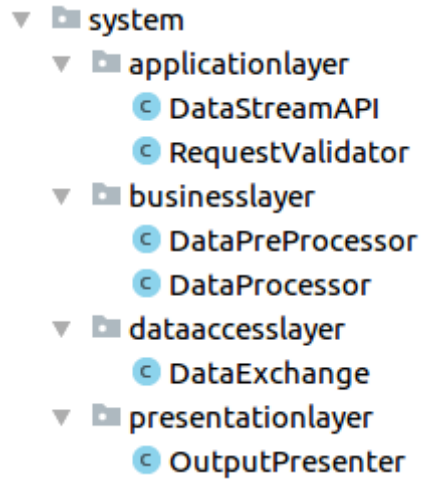 system
applicationlayer
C DataStreamAPI
C RequestValidator
businesslayer
C DataPreProcessor
C DataProcessor
dataaccesslayer
C DataExchange
presentationlayer
C OutputPresenter